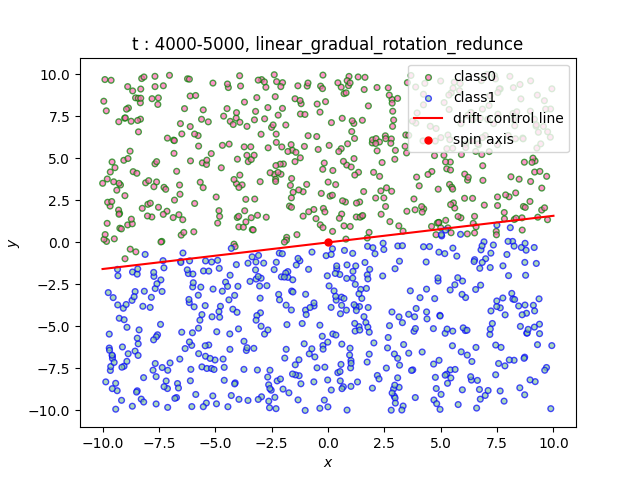 t : 4000-5000, linear_gradual_rotation_redunce
class0
class1
drift control line
spin axis
10.0
7.5
5.0
2.5
0.0
−2.5
−5.0
−7.5
−10.0
y
−10.0 −7.5 −5.0 −2.5 0.0 2.5 5.0 7.5 10.0
x